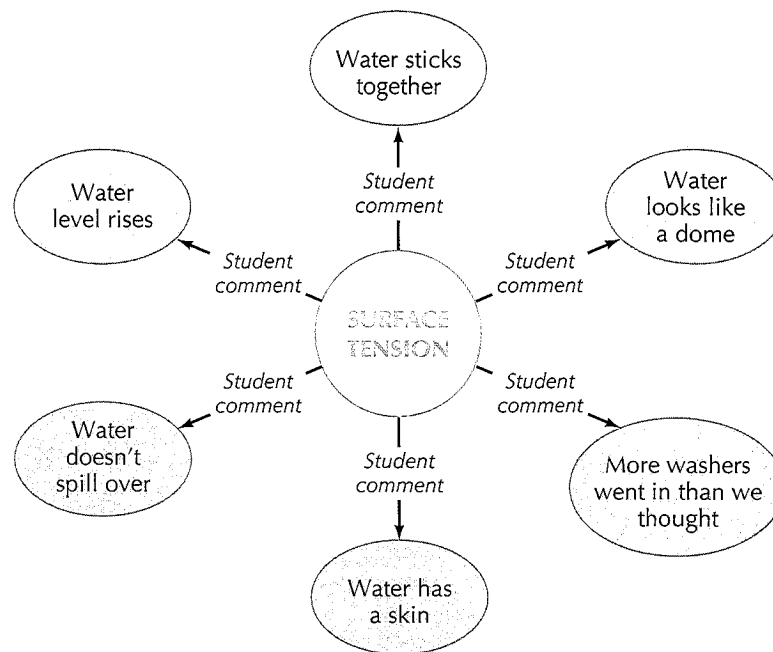 Water sticks
together
Student
comment
Water
level rises
Student
comment
Water
looks like
a dome
Student
comment
SURFACE
TENSION
Student
comment
Water
doesn't
spill over
Student
comment
More washers
went in than we
thought
Student
comment
Water has
a skin